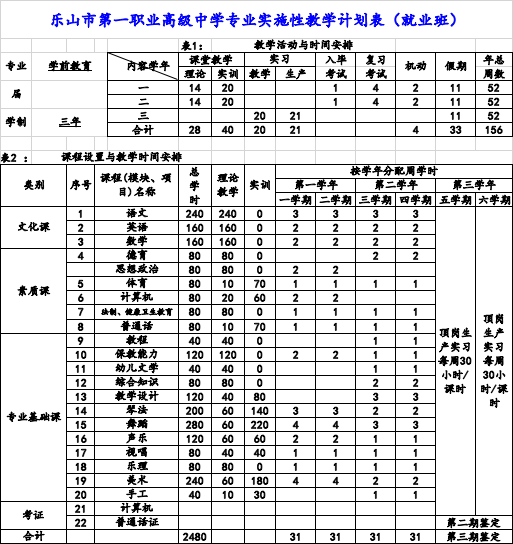 乐山市第一职业高级中学专业实施性教学计划表（就业班）
表1： 教学活动与时间安排
专业 学前教育 内容学年 课堂教学 实习 入毕考试 复习考试 机动 假期 年总周数
理论 实训 教学 生产
届 一 14 20 1 4 2 11 52
二 14 20 1 4 2 11 52
学制 三年 三 20 21 11 52
合计 28 40 20 21 4 33 156
表2 ： 课程设置与教学时间安排
类别 序号 课程(模块、项目)名称 总学时 理论教学 实训 按学年分配周学时
第一学年 第二学年 第三学年
一学期 二学期 三学期 四学期 五学期 六学期
文化课 1 语文 240 240 0 3 3 3 3
2 英语 160 160 0 2 2 2 2
3 数学 160 160 0 2 2 2 2
素质课 4 德育 80 80 0 2 2
思想政治 80 80 0 2 2
5 体育 80 10 70 1 1 1 1
6 计算机 80 20 60 2 2
7 法制、健康卫生教育 80 80 0 1 1 1 1
8 普通话 80 10 70 1 1 1 1
专业基础课 9 教程 40 40 0 1 1
10 保教能力 120 120 0 2 2 1 1
11 幼儿文学 40 40 0 1 1
12 综合知识 80 80 0 2 2
13 教学设计 120 40 80 3 3
14 琴法 200 60 140 3 3 2 2
15 舞蹈 280 60 220 4 4 3 3
16 声乐 120 60 60 2 2 1 1
17 视唱 80 40 40 1 1 1 1
18 乐理 80 80 0 1 1 1 1
19 美术 240 60 180 4 4 2 2
20 手工 40 10 30 1 1
顶岗生产实习每周30小时/课时
顶岗生产实习每周30小时/课时
考证 21 计算机
22 普通话证 第二期鉴定
合计 2480 31 31 31 31 第三期鉴定